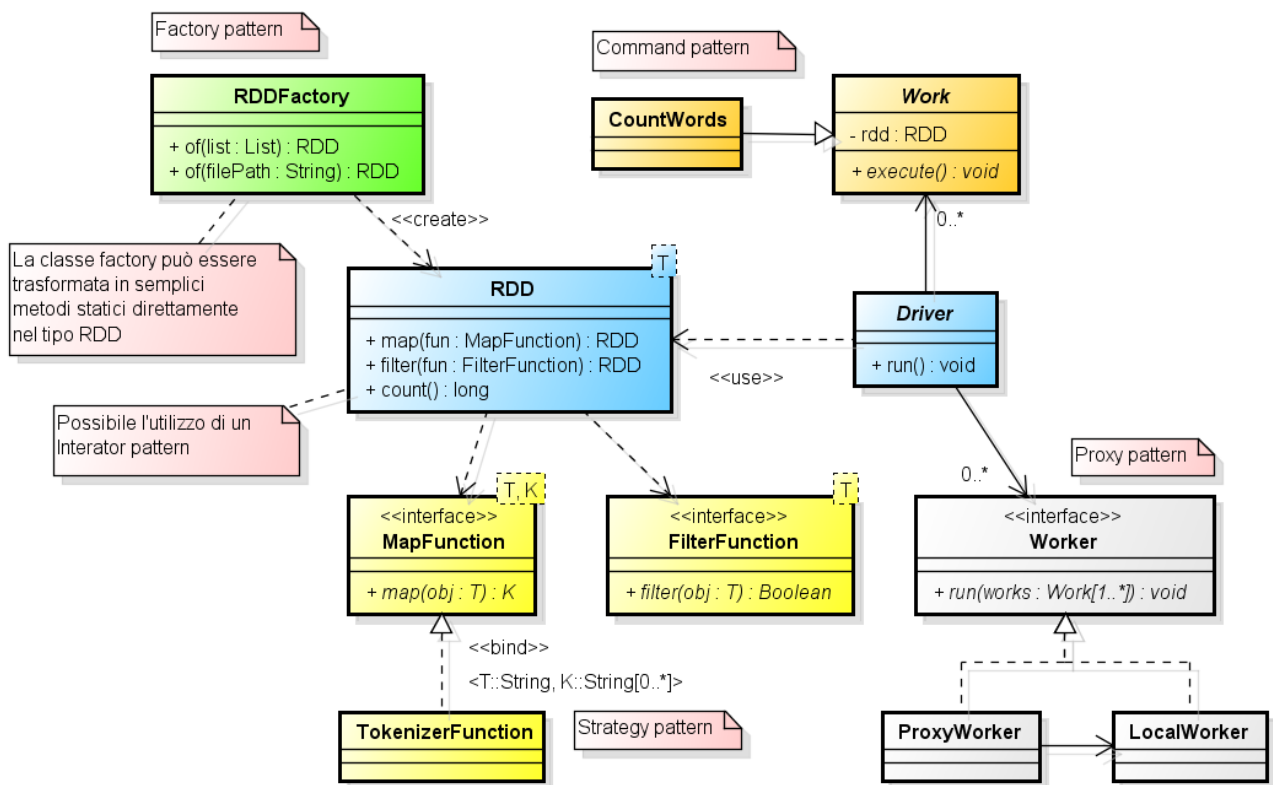 Factory pattern
Command pattern
RDDFactory
+ of(list : List) : RDD
+ of(filePath : String) : RDD
CountWords
Work
- rdd : RDD
+ execute() : void
<<create>>
0..*
La classe factory può essere
trasformata in semplici
metodi statici direttamente
nel tipo RDD
T
RDD
+ map(fun : MapFunction) : RDD
+ filter(fun : FilterFunction) : RDD
+ count() : long
Driver
+ run() : void
<<use>>
Possibile l'utilizzo di un
Interator pattern
Proxy pattern
0..*
T, K
<<interface>>
MapFunction
+ map(obj : T) : K
T
<<interface>>
FilterFunction
+ filter(obj : T) : Boolean
<<interface>>
Worker
+ run(works : Work[1..*]) : void
<<bind>>
<T::String, K::String[0..*]>
TokenizerFunction
Strategy pattern
ProxyWorker
LocalWorker